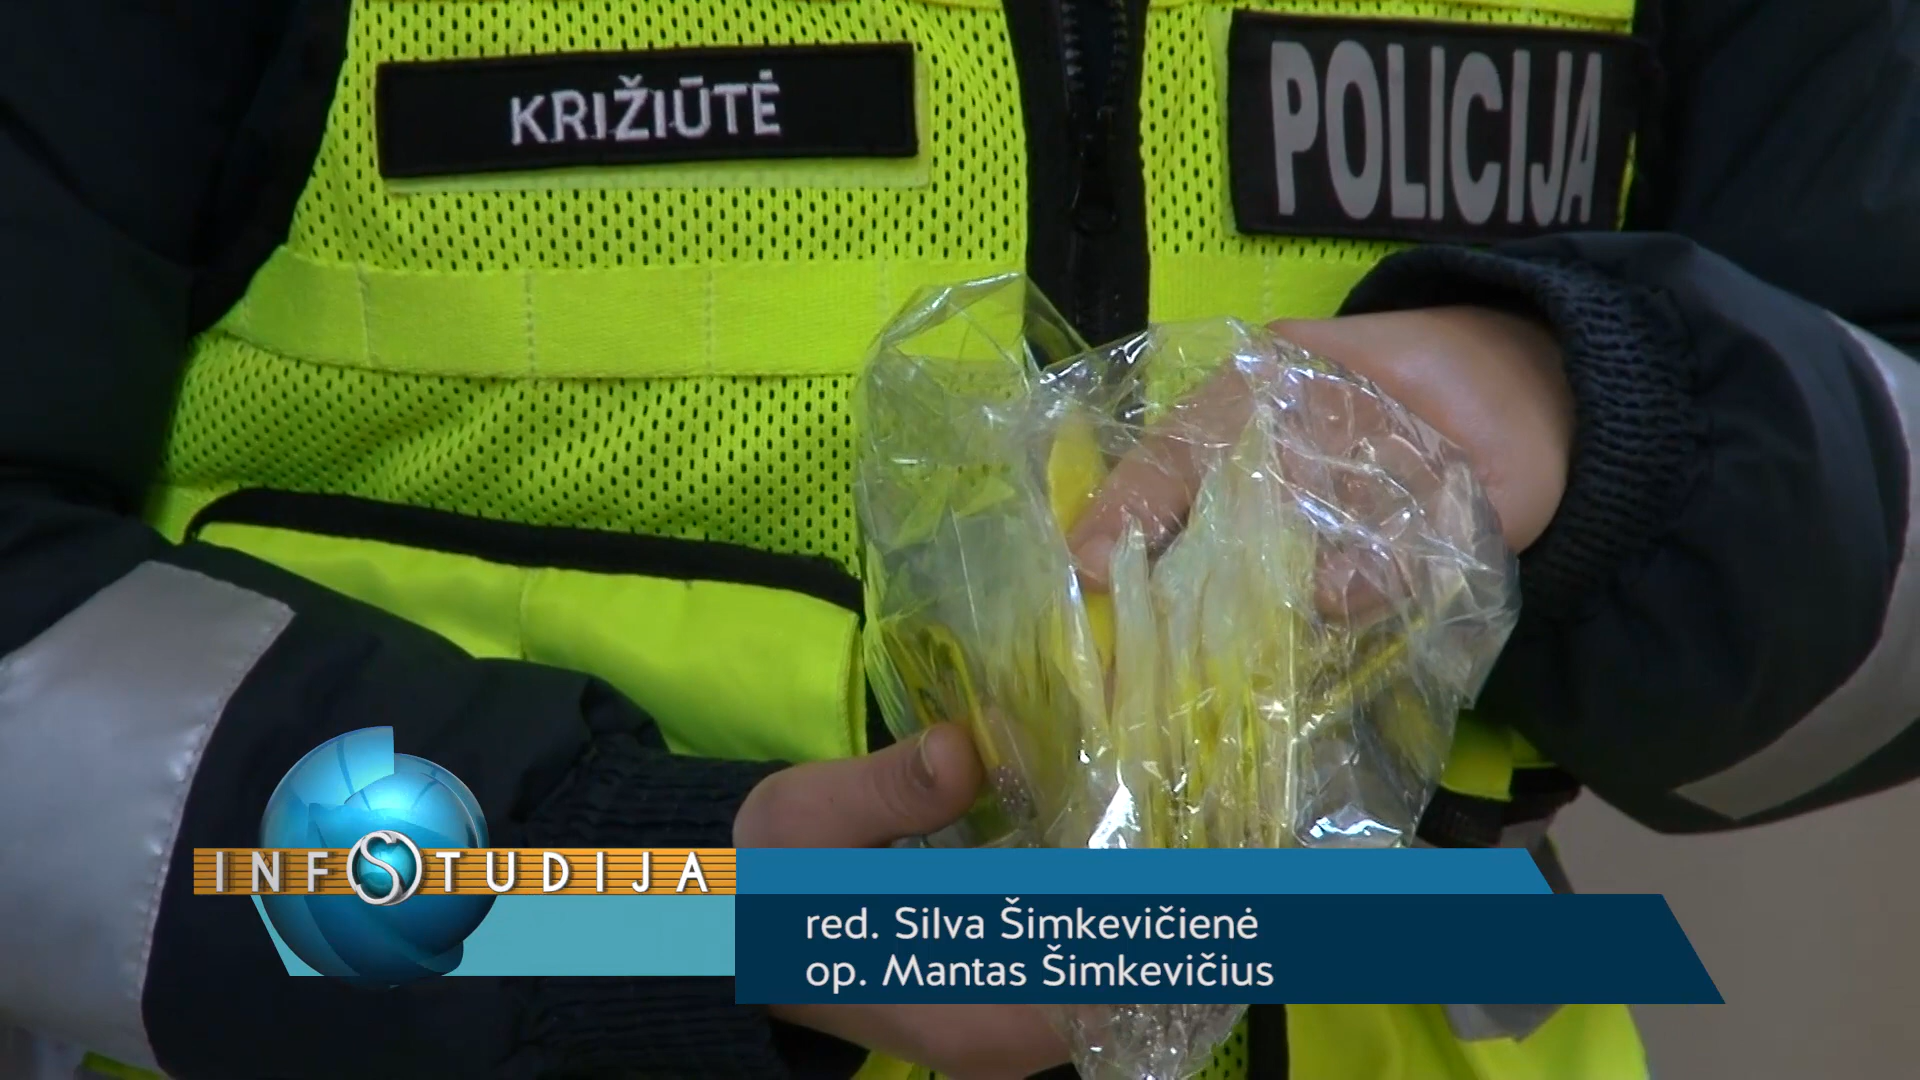 KRIŽIŪTĖ
POLICIJA
INFOSTUDIJA
red. Silva Šimkevičienė
op. Mantas Šimkevičius